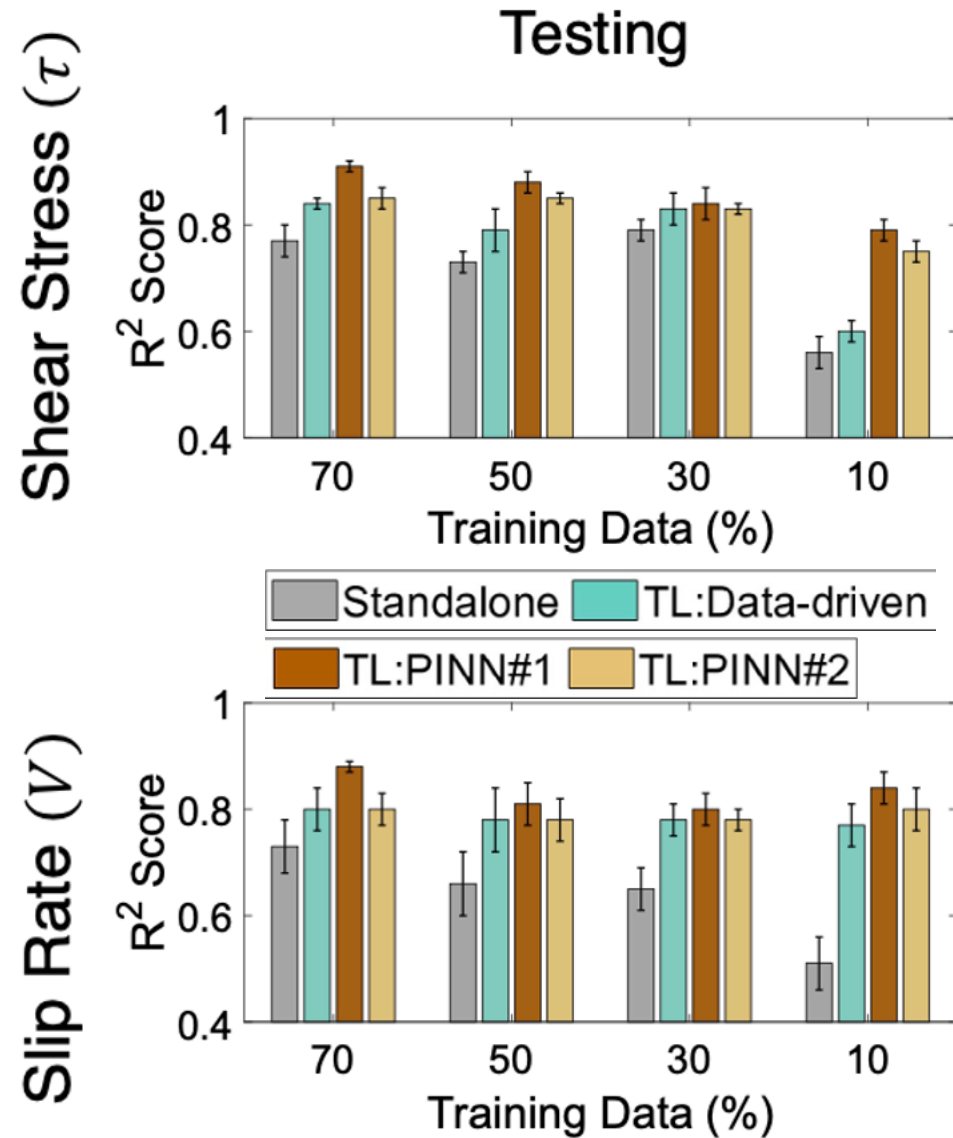 Testing
Shear Stress (τ)
R² Score
1
0.8
0.6
0.4
70 50 30 10
Training Data (%)
Standalone TL:Data-driven
TL:PINN#1 TL:PINN#2
Slip Rate (V)
R² Score
1
0.8
0.6
0.4
70 50 30 10
Training Data (%)